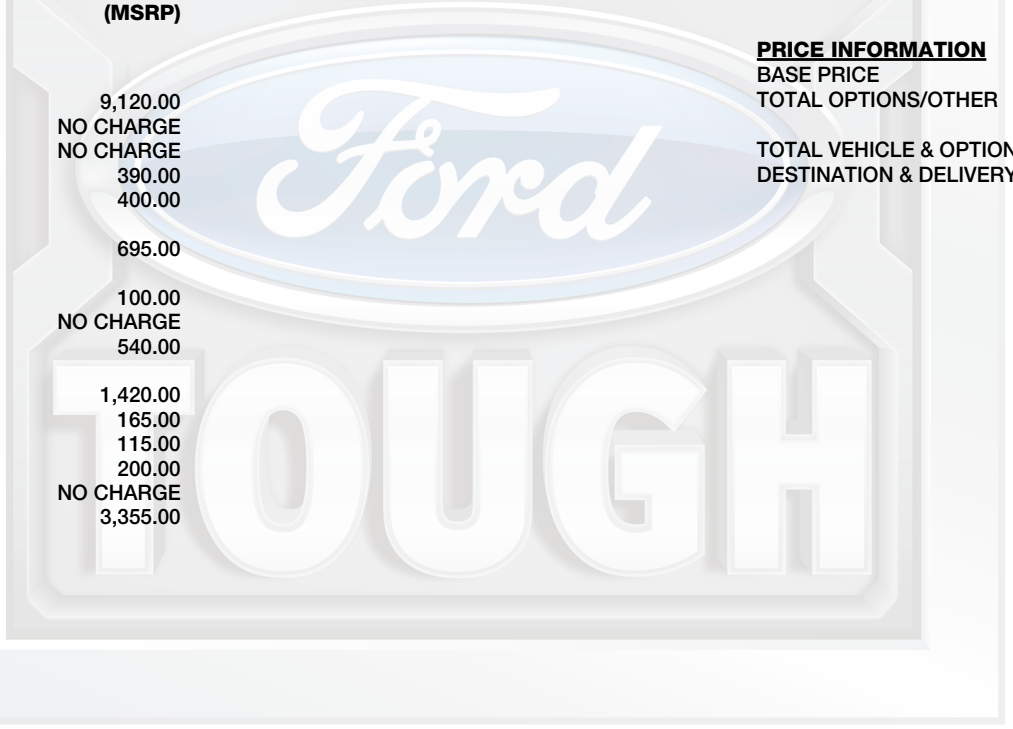 (MSRP)
9,120.00
NO CHARGE
NO CHARGE
390.00
400.00
695.00
100.00
NO CHARGE
540.00
1,420.00
165.00
115.00
200.00
NO CHARGE
3,355.00
PRICE INFORMATION
BASE PRICE
TOTAL OPTIONS/OTHER
TOTAL VEHICLE & OPTION
DESTINATION & DELIVERY
Ford
TOUGH